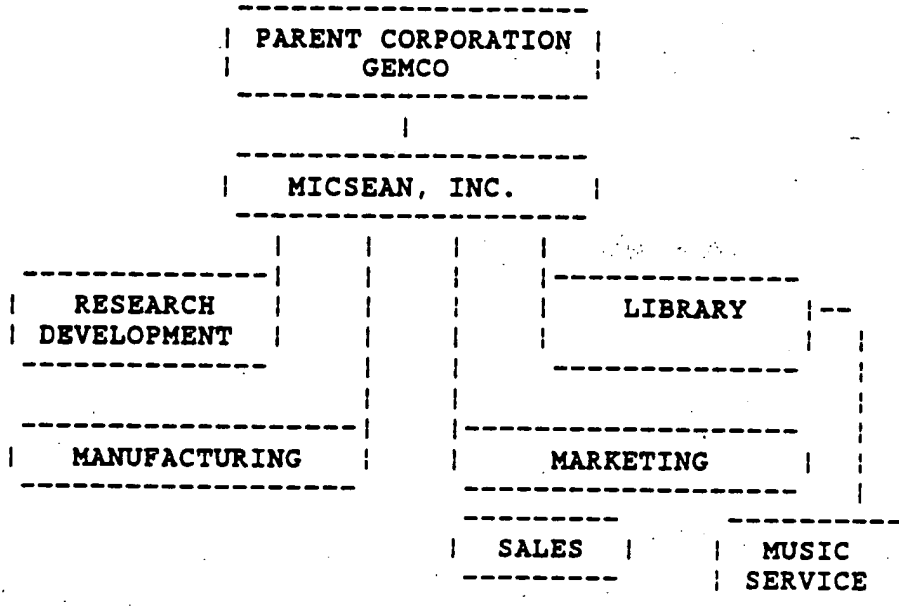 PARENT CORPORATION
GEMCO
MICSEAN, INC.
RESEARCH
DEVELOPMENT
LIBRARY
MANUFACTURING
MARKETING
SALES
MUSIC
SERVICE